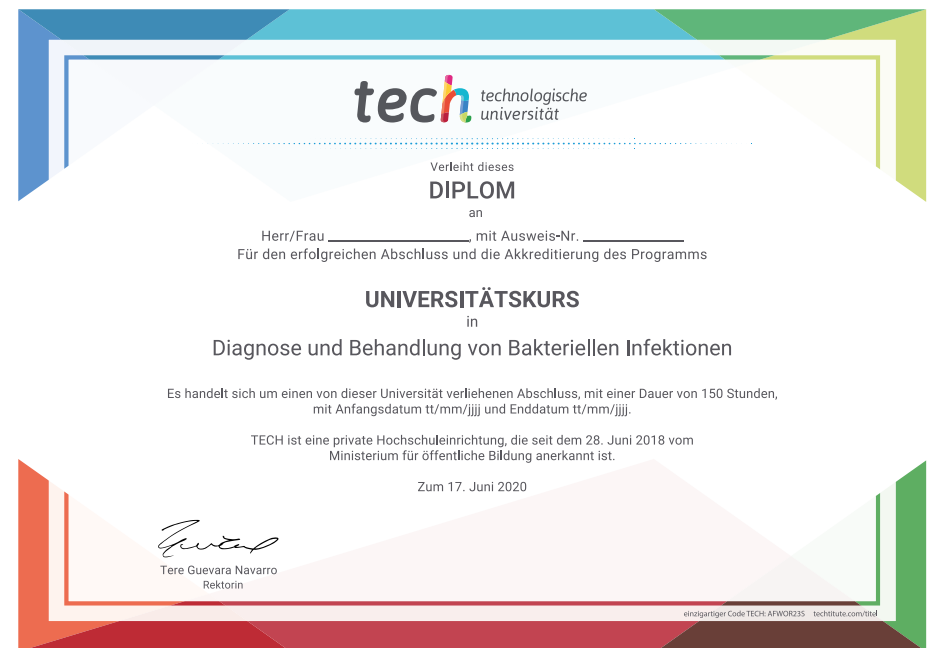 tech technologische
universität
Verleiht dieses
DIPLOM
an
Herr/Frau ____________________, mit Ausweis-Nr. ______________
Für den erfolgreichen Abschluss und die Akkreditierung des Programms
UNIVERSITÄTSKURS
in
Diagnose und Behandlung von Bakteriellen Infektionen
Es handelt sich um einen von dieser Universität verliehenen Abschluss, mit einer Dauer von 150 Stunden,
mit Anfangsdatum tt/mm/jjjj und Enddatum tt/mm/jjjj.
TECH ist eine private Hochschuleinrichtung, die seit dem 28. Juni 2018 vom
Ministerium für öffentliche Bildung anerkannt ist.
Zum 17. Juni 2020
Tere Guevara Navarro
Rektorin
einzigartiger Code TECH: AFWOR23S techtitute.com/titel